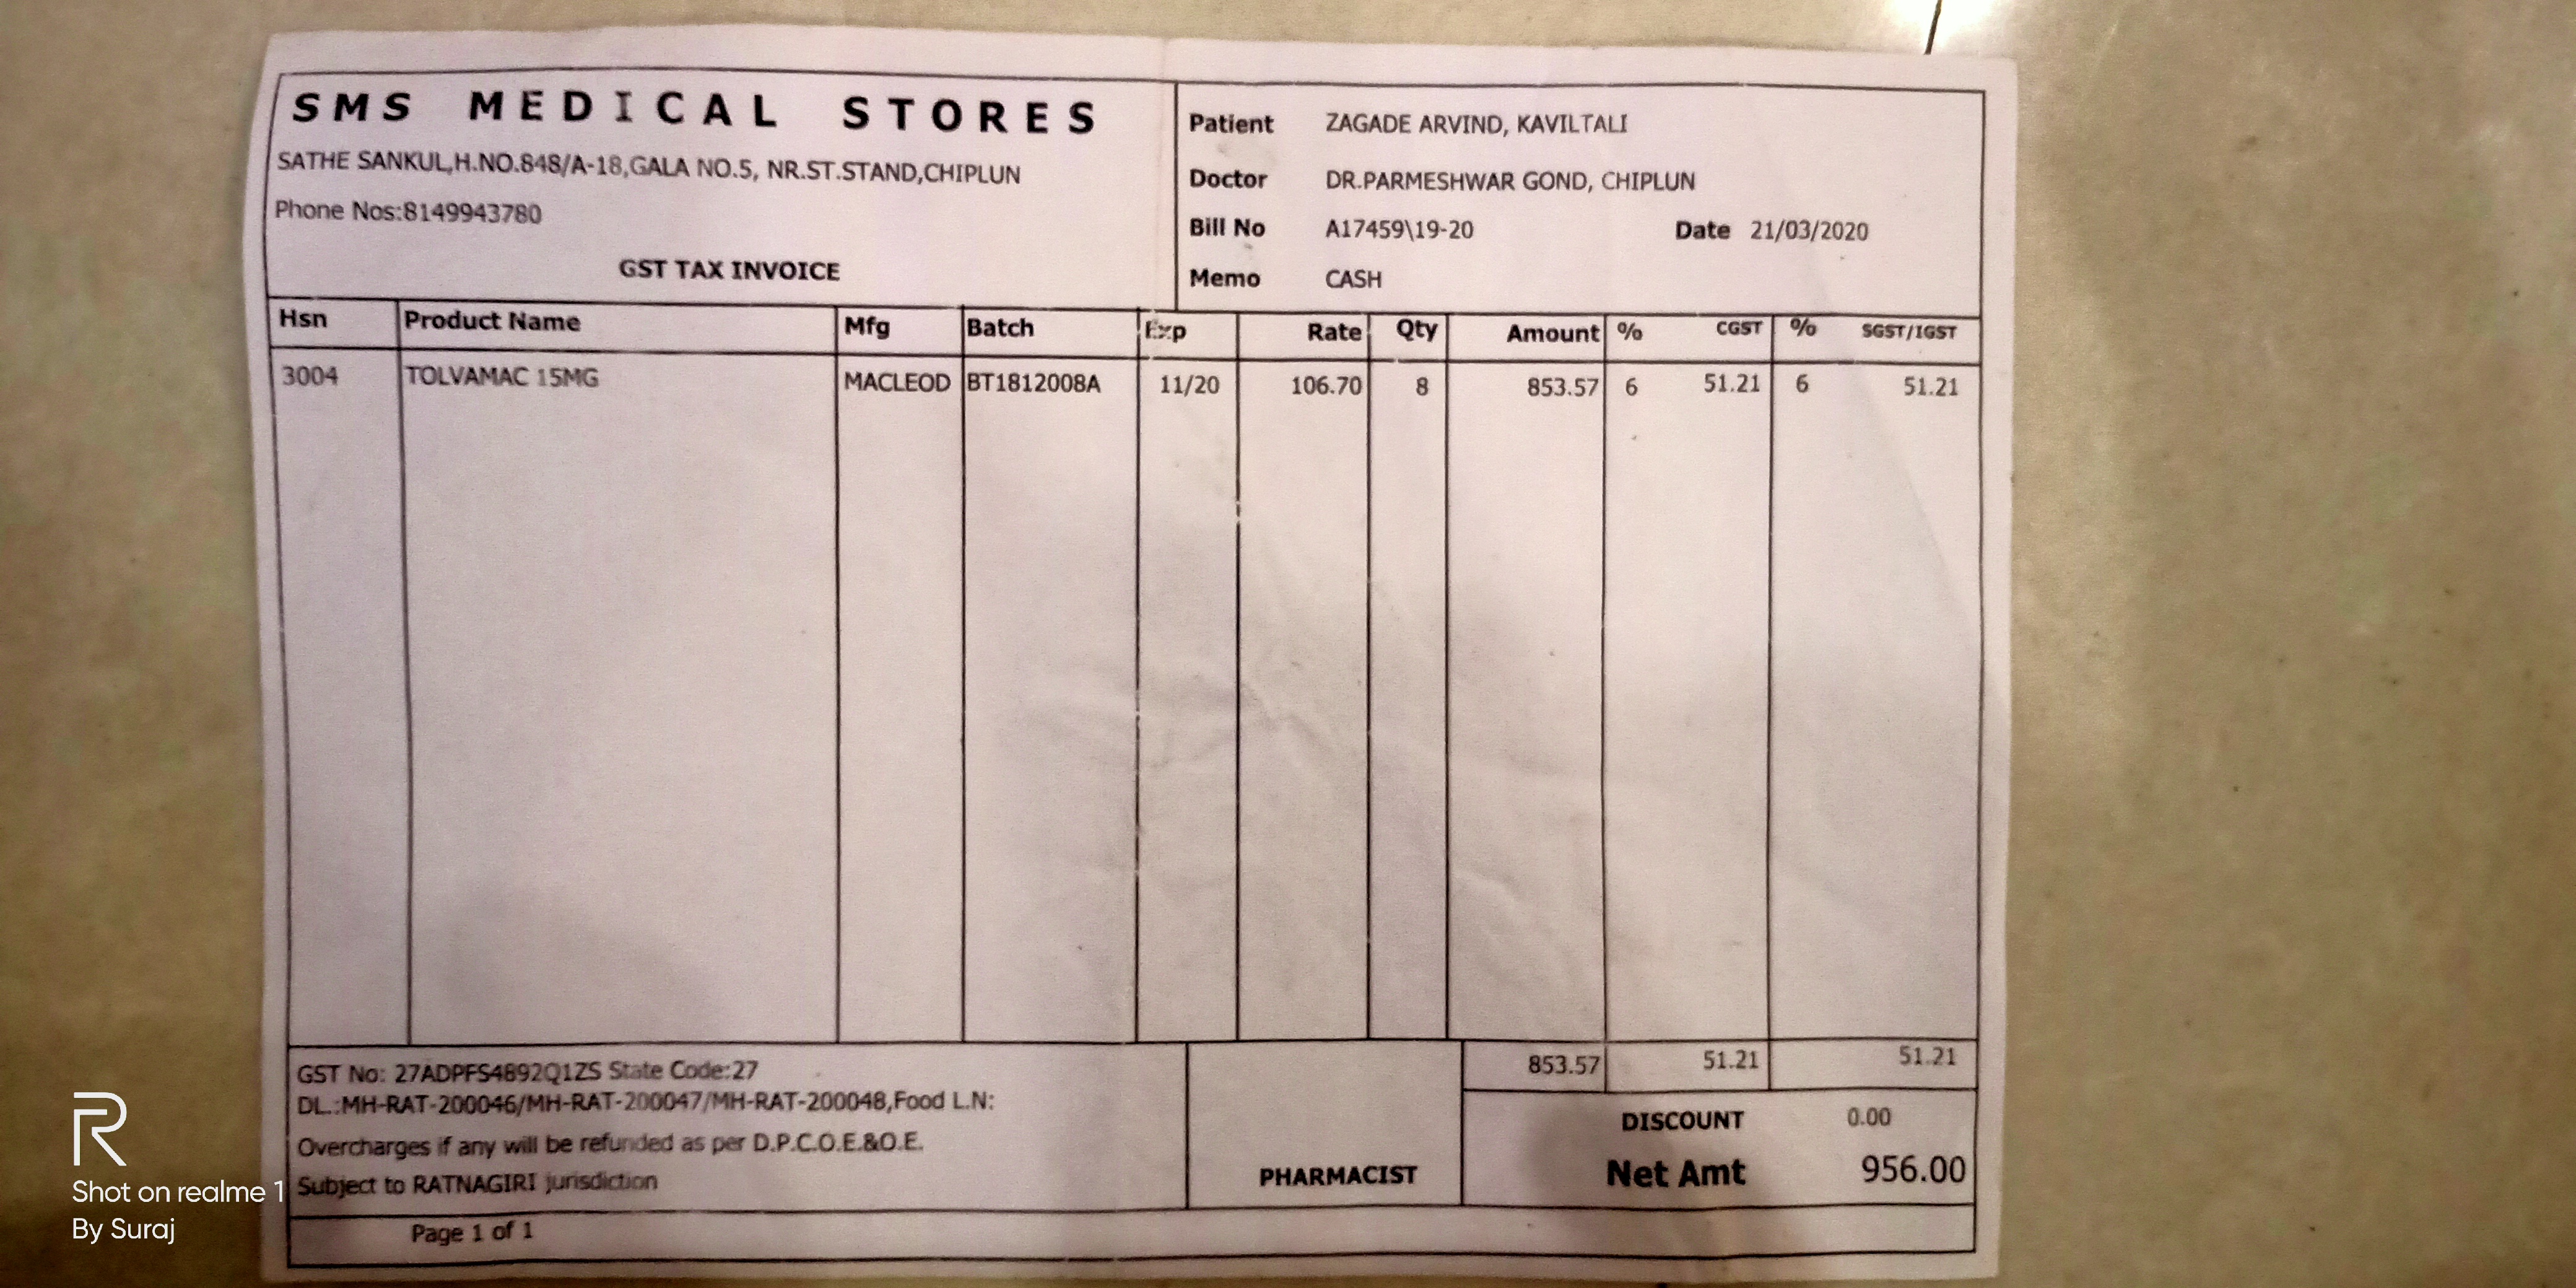 SMS MEDICAL STORES
SATHE SANKUL,H.NO.848/A-18,GALA NO.5, NR.ST.STAND,CHIPLUN
Phone Nos:8149943780
GST TAX INVOICE
Patient ZAGADE ARVIND, KAVILTALI
Doctor DR.PARMESHWAR GOND, CHIPLUN
Bill No A17459\19-20 Date 21/03/2020
Memo CASH
Hsn Product Name Mfg Batch Exp Rate Qty Amount % CGST % SGST/IGST
3004 TOLVAMAC 15MG MACLEOD BT1812008A 11/20 106.70 8 853.57 6 51.21 6 51.21
853.57 51.21 51.21
GST No: 27ADPFS4892Q1ZS State Code:27
DL.:MH-RAT-200046/MH-RAT-200047/MH-RAT-200048,Food L.N:
Overcharges if any will be refunded as per D.P.C.O.E.&O.E.
Subject to RATNAGIRI jurisdiction
PHARMACIST
DISCOUNT 0.00
Net Amt 956.00
Page 1 of 1
R
Shot on realme 1
By Suraj